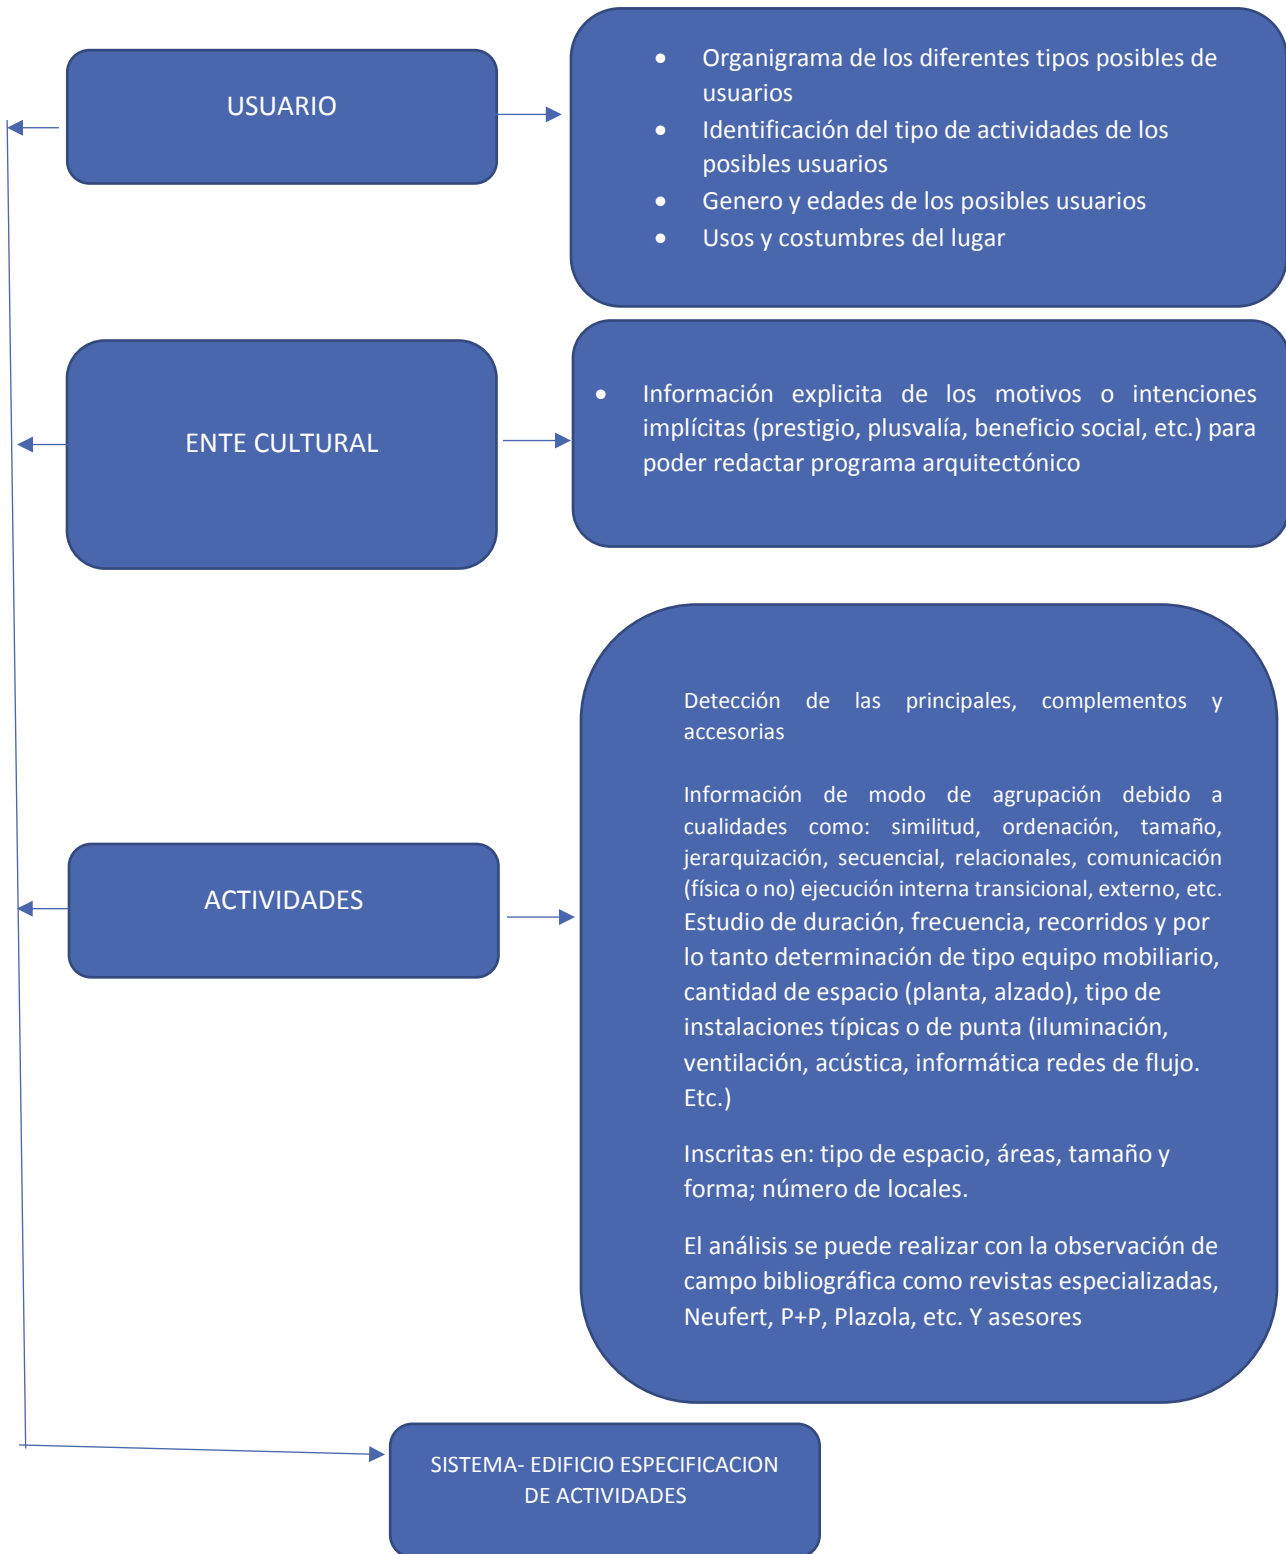 USUARIO
• Organigrama de los diferentes tipos posibles de
usuarios
• Identificación del tipo de actividades de los
posibles usuarios
• Genero y edades de los posibles usuarios
• Usos y costumbres del lugar
ENTE CULTURAL
• Información explicita de los motivos o intenciones
implícitas (prestigio, plusvalía, beneficio social, etc.) para
poder redactar programa arquitectónico
ACTIVIDADES
Detección de las principales, complementos y
accesorias
Información de modo de agrupación debido a
cualidades como: similitud, ordenación, tamaño,
jerarquización, secuencial, relacionales, comunicación
(física o no) ejecución interna transicional, externo, etc.
Estudio de duración, frecuencia, recorridos y por
lo tanto determinación de tipo equipo mobiliario,
cantidad de espacio (planta, alzado), tipo de
instalaciones típicas o de punta (iluminación,
ventilación, acústica, informática redes de flujo.
Etc.)
Inscritas en: tipo de espacio, áreas, tamaño y
forma; número de locales.
El análisis se puede realizar con la observación de
campo bibliográfica como revistas especializadas,
Neufert, P+P, Plazola, etc. Y asesores
SISTEMA- EDIFICIO ESPECIFICACION
DE ACTIVIDADES